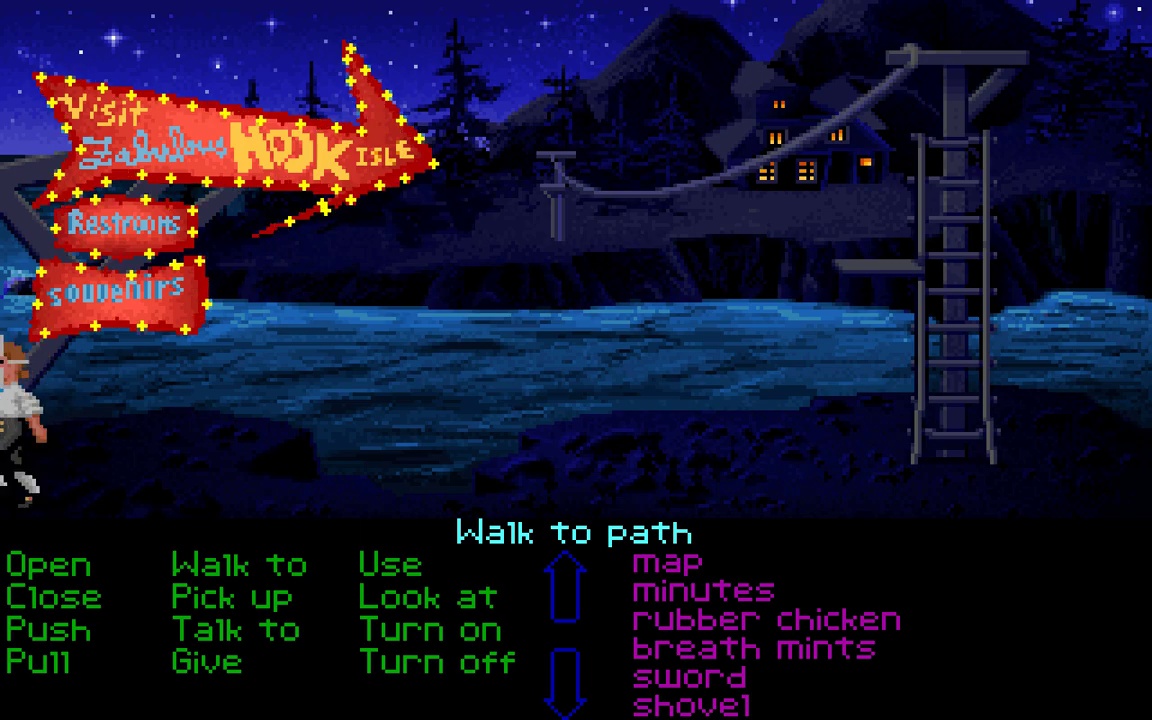 Visit
Fabulous HOOK ISLE
Restrooms
souvenirs
Walk to path
Open Walk to Use
Close Pick up Look at
Push Talk to Turn on
Pull Give Turn off
map
minutes
rubber chicken
breath mints
sword
shovel